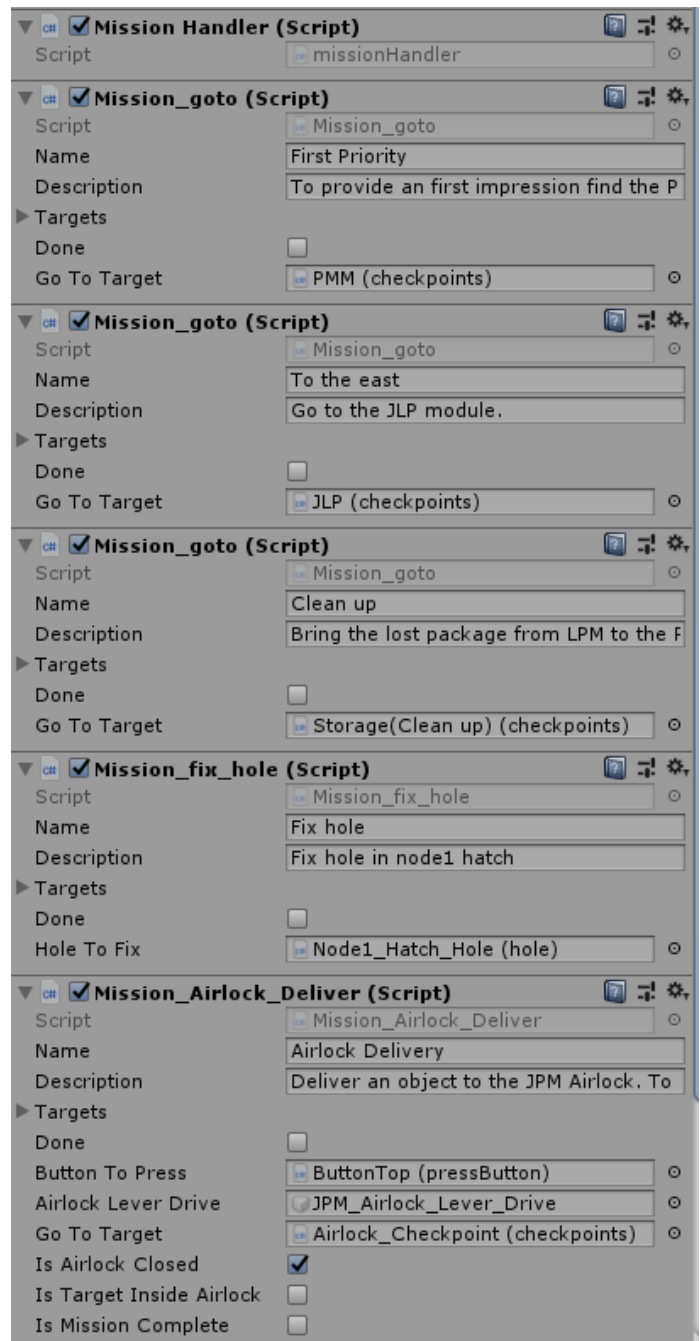 Mission Handler (Script)
Script missionHandler
Mission_goto (Script)
Script Mission_goto
Name First Priority
Description To provide an first impression find the P
Targets
Done
Go To Target PMM (checkpoints)
Mission_goto (Script)
Script Mission_goto
Name To the east
Description Go to the JLP module.
Targets
Done
Go To Target JLP (checkpoints)
Mission_goto (Script)
Script Mission_goto
Name Clean up
Description Bring the lost package from LPM to the
Targets
Done
Go To Target Storage(Clean up) (checkpoints)
Mission_fix_hole (Script)
Script Mission_fix_hole
Name Fix hole
Description Fix hole in node1 hatch
Targets
Done
Hole To Fix Node1_Hatch_Hole (hole)
Mission_Airlock_Deliver (Script)
Script Mission_Airlock_Deliver
Name Airlock Delivery
Description Deliver an object to the JPM Airlock. To
Targets
Done
Button To Press ButtonTop (pressButton)
Airlock Lever Drive JPM_Airlock_Lever_Drive
Go To Target Airlock_Checkpoint (checkpoints)
Is Airlock Closed
Is Target Inside Airlock
Is Mission Complete